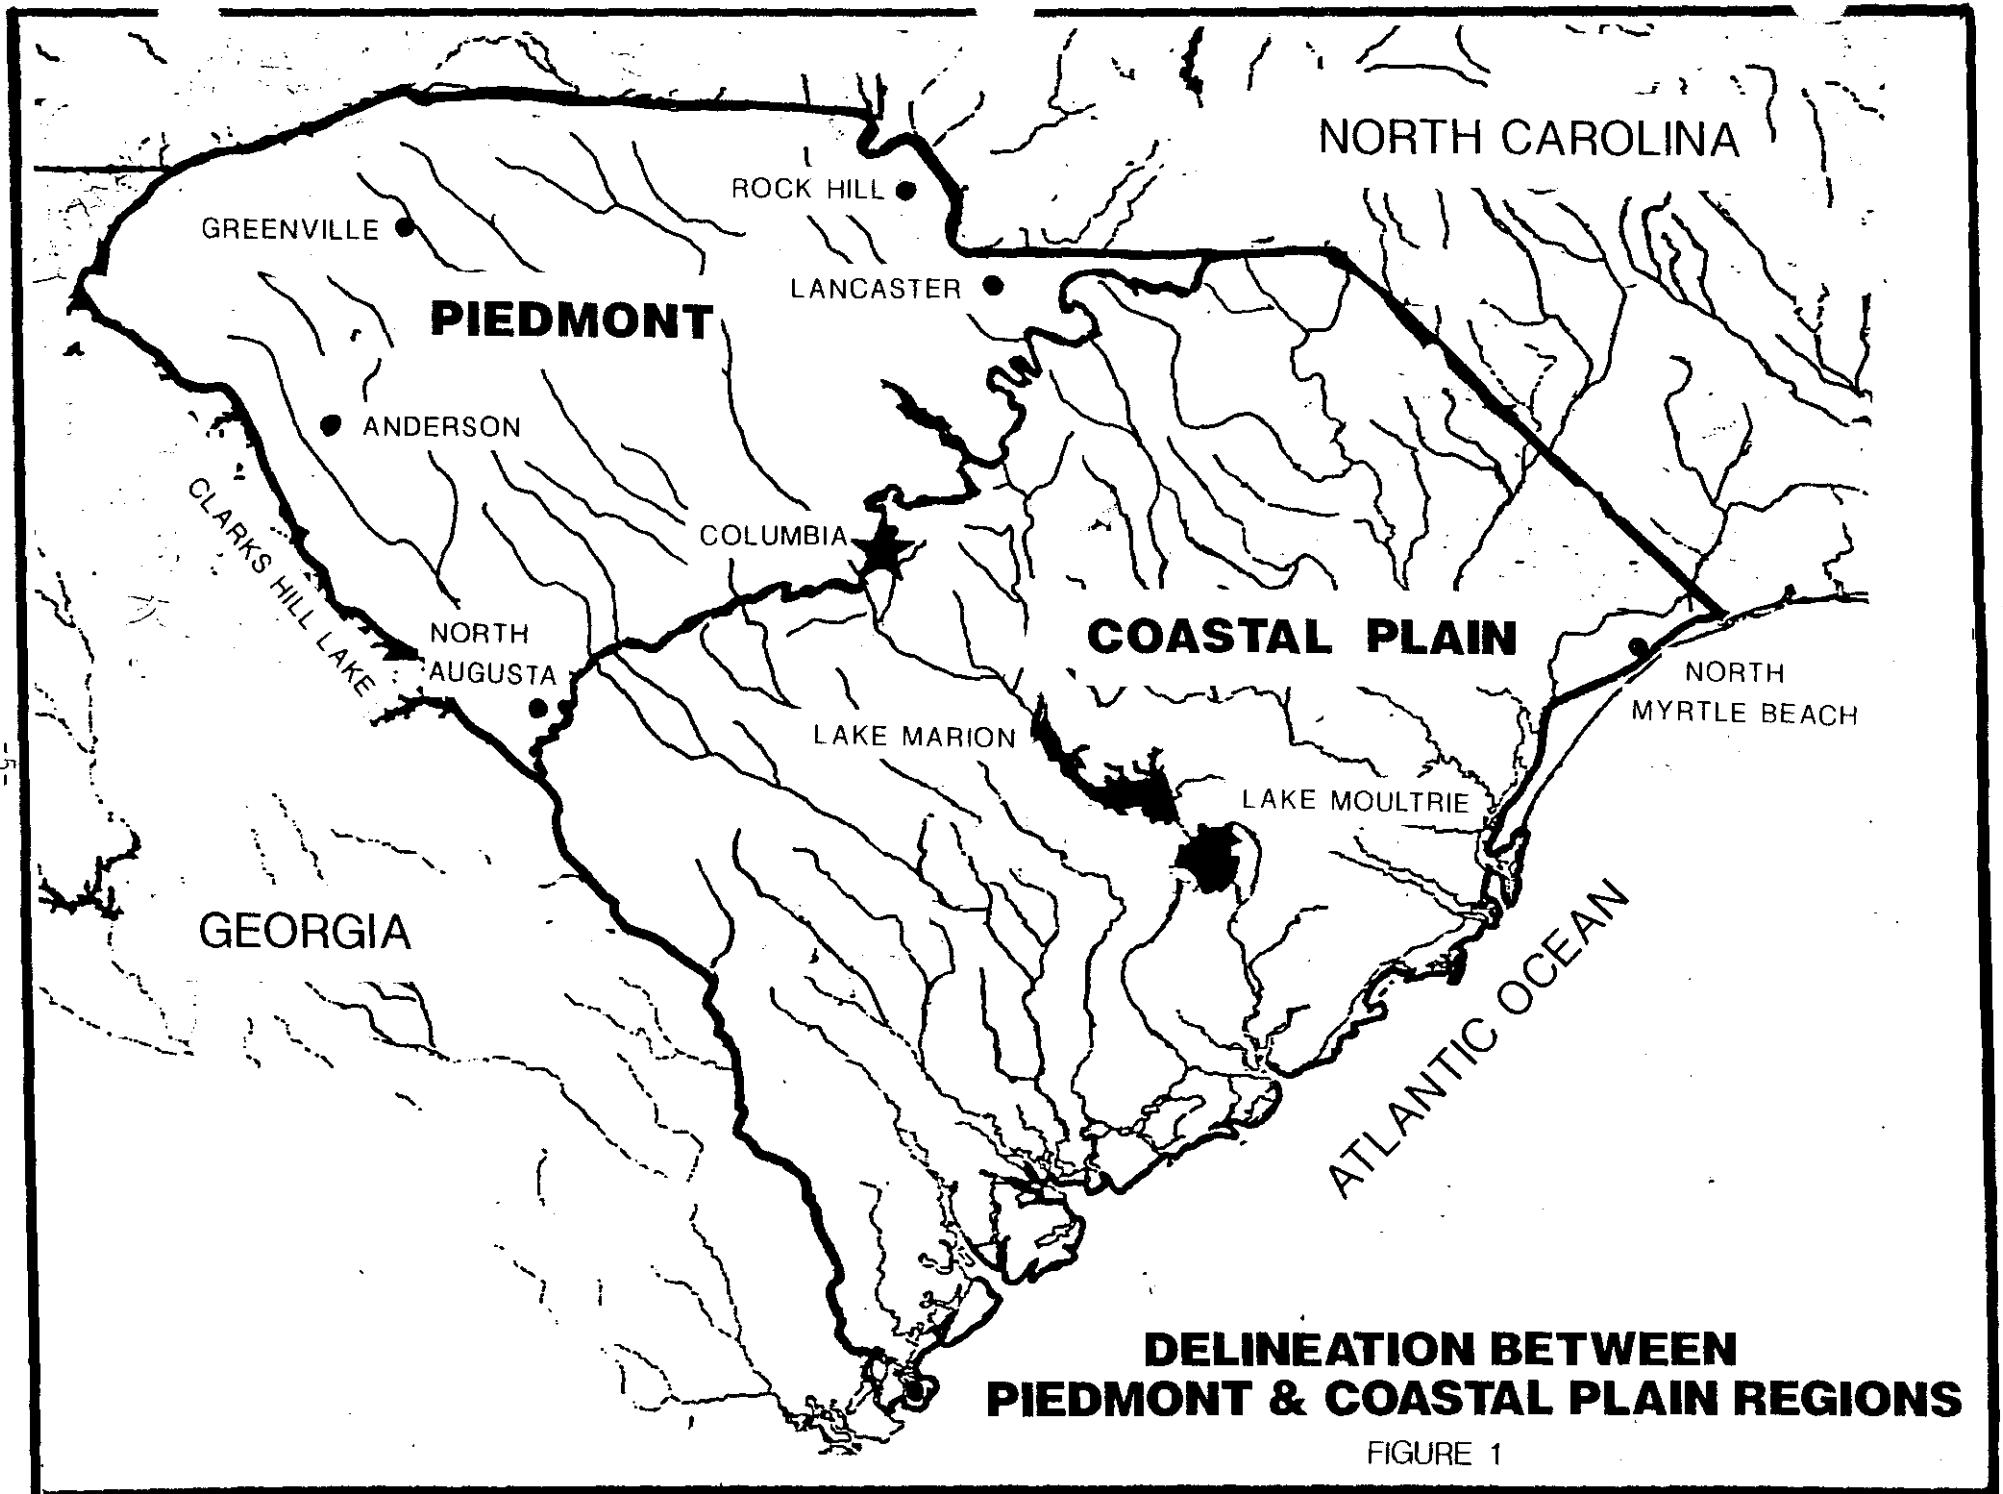 NORTH CAROLINA
ROCK HILL
GREENVILLE
LANCASTER
PIEDMONT
ANDERSON
CLARKS HILL LAKE
COLUMBIA
NORTH
AUGUSTA
COASTAL PLAIN
NORTH
MYRTLE BEACH
LAKE MARION
LAKE MOULTRIE
-5-
GEORGIA
ATLANTIC OCEAN
DELINEATION BETWEEN
PIEDMONT & COASTAL PLAIN REGIONS
FIGURE 1